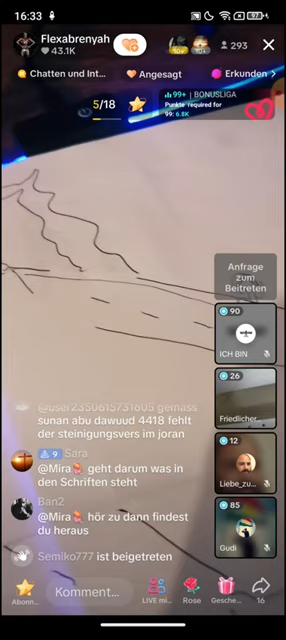 16:33
97
Flexabrenyah
43.1K
293
Chatten und Int...
Angesagt
Erkunden
5/18
99+ | BONUSLIGA
Punkte required for
99: 6.8K
Anfrage
zum
Beitreten
90
ICH BIN
26
Friedlicher...
@user2350615731605 gemäss
sunan abu dawuud 4418 fehlt
der steinigungsvers im joran
9 Sara
@Mira geht darum was in
den Schriften steht
12
Liebe_zu...
Ban2
@Mira hör zu dann findest
du heraus
85
Gudi
Semiko777 ist beigetreten
Abonn...
Komment...
LIVE mi...
Rose
Gesche...
16